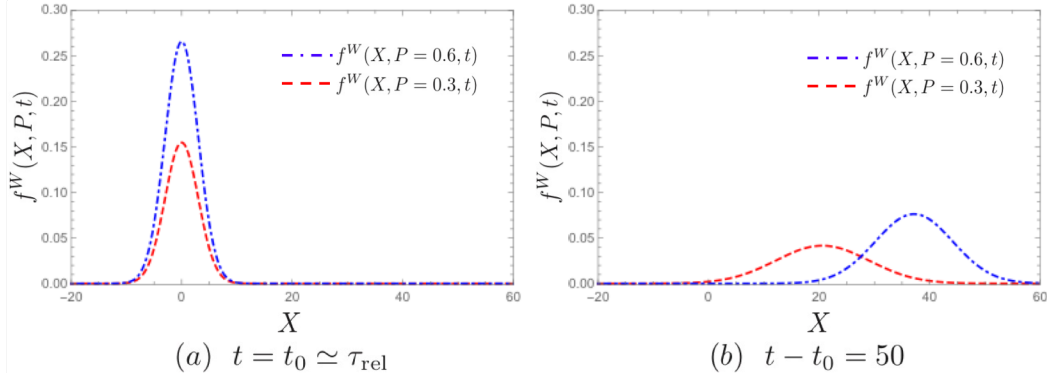 0.30
0.25
0.20
0.15
0.10
0.05
0.00
f^W(X, P, t)
f^W(X, P = 0.6, t)
f^W(X, P = 0.3, t)
−20 0 20 40 60
X
(a) t = t_0 ≃ τ_rel
0.30
0.25
0.20
0.15
0.10
0.05
0.00
f^W(X, P, t)
f^W(X, P = 0.6, t)
f^W(X, P = 0.3, t)
−20 0 20 40 60
X
(b) t − t_0 = 50